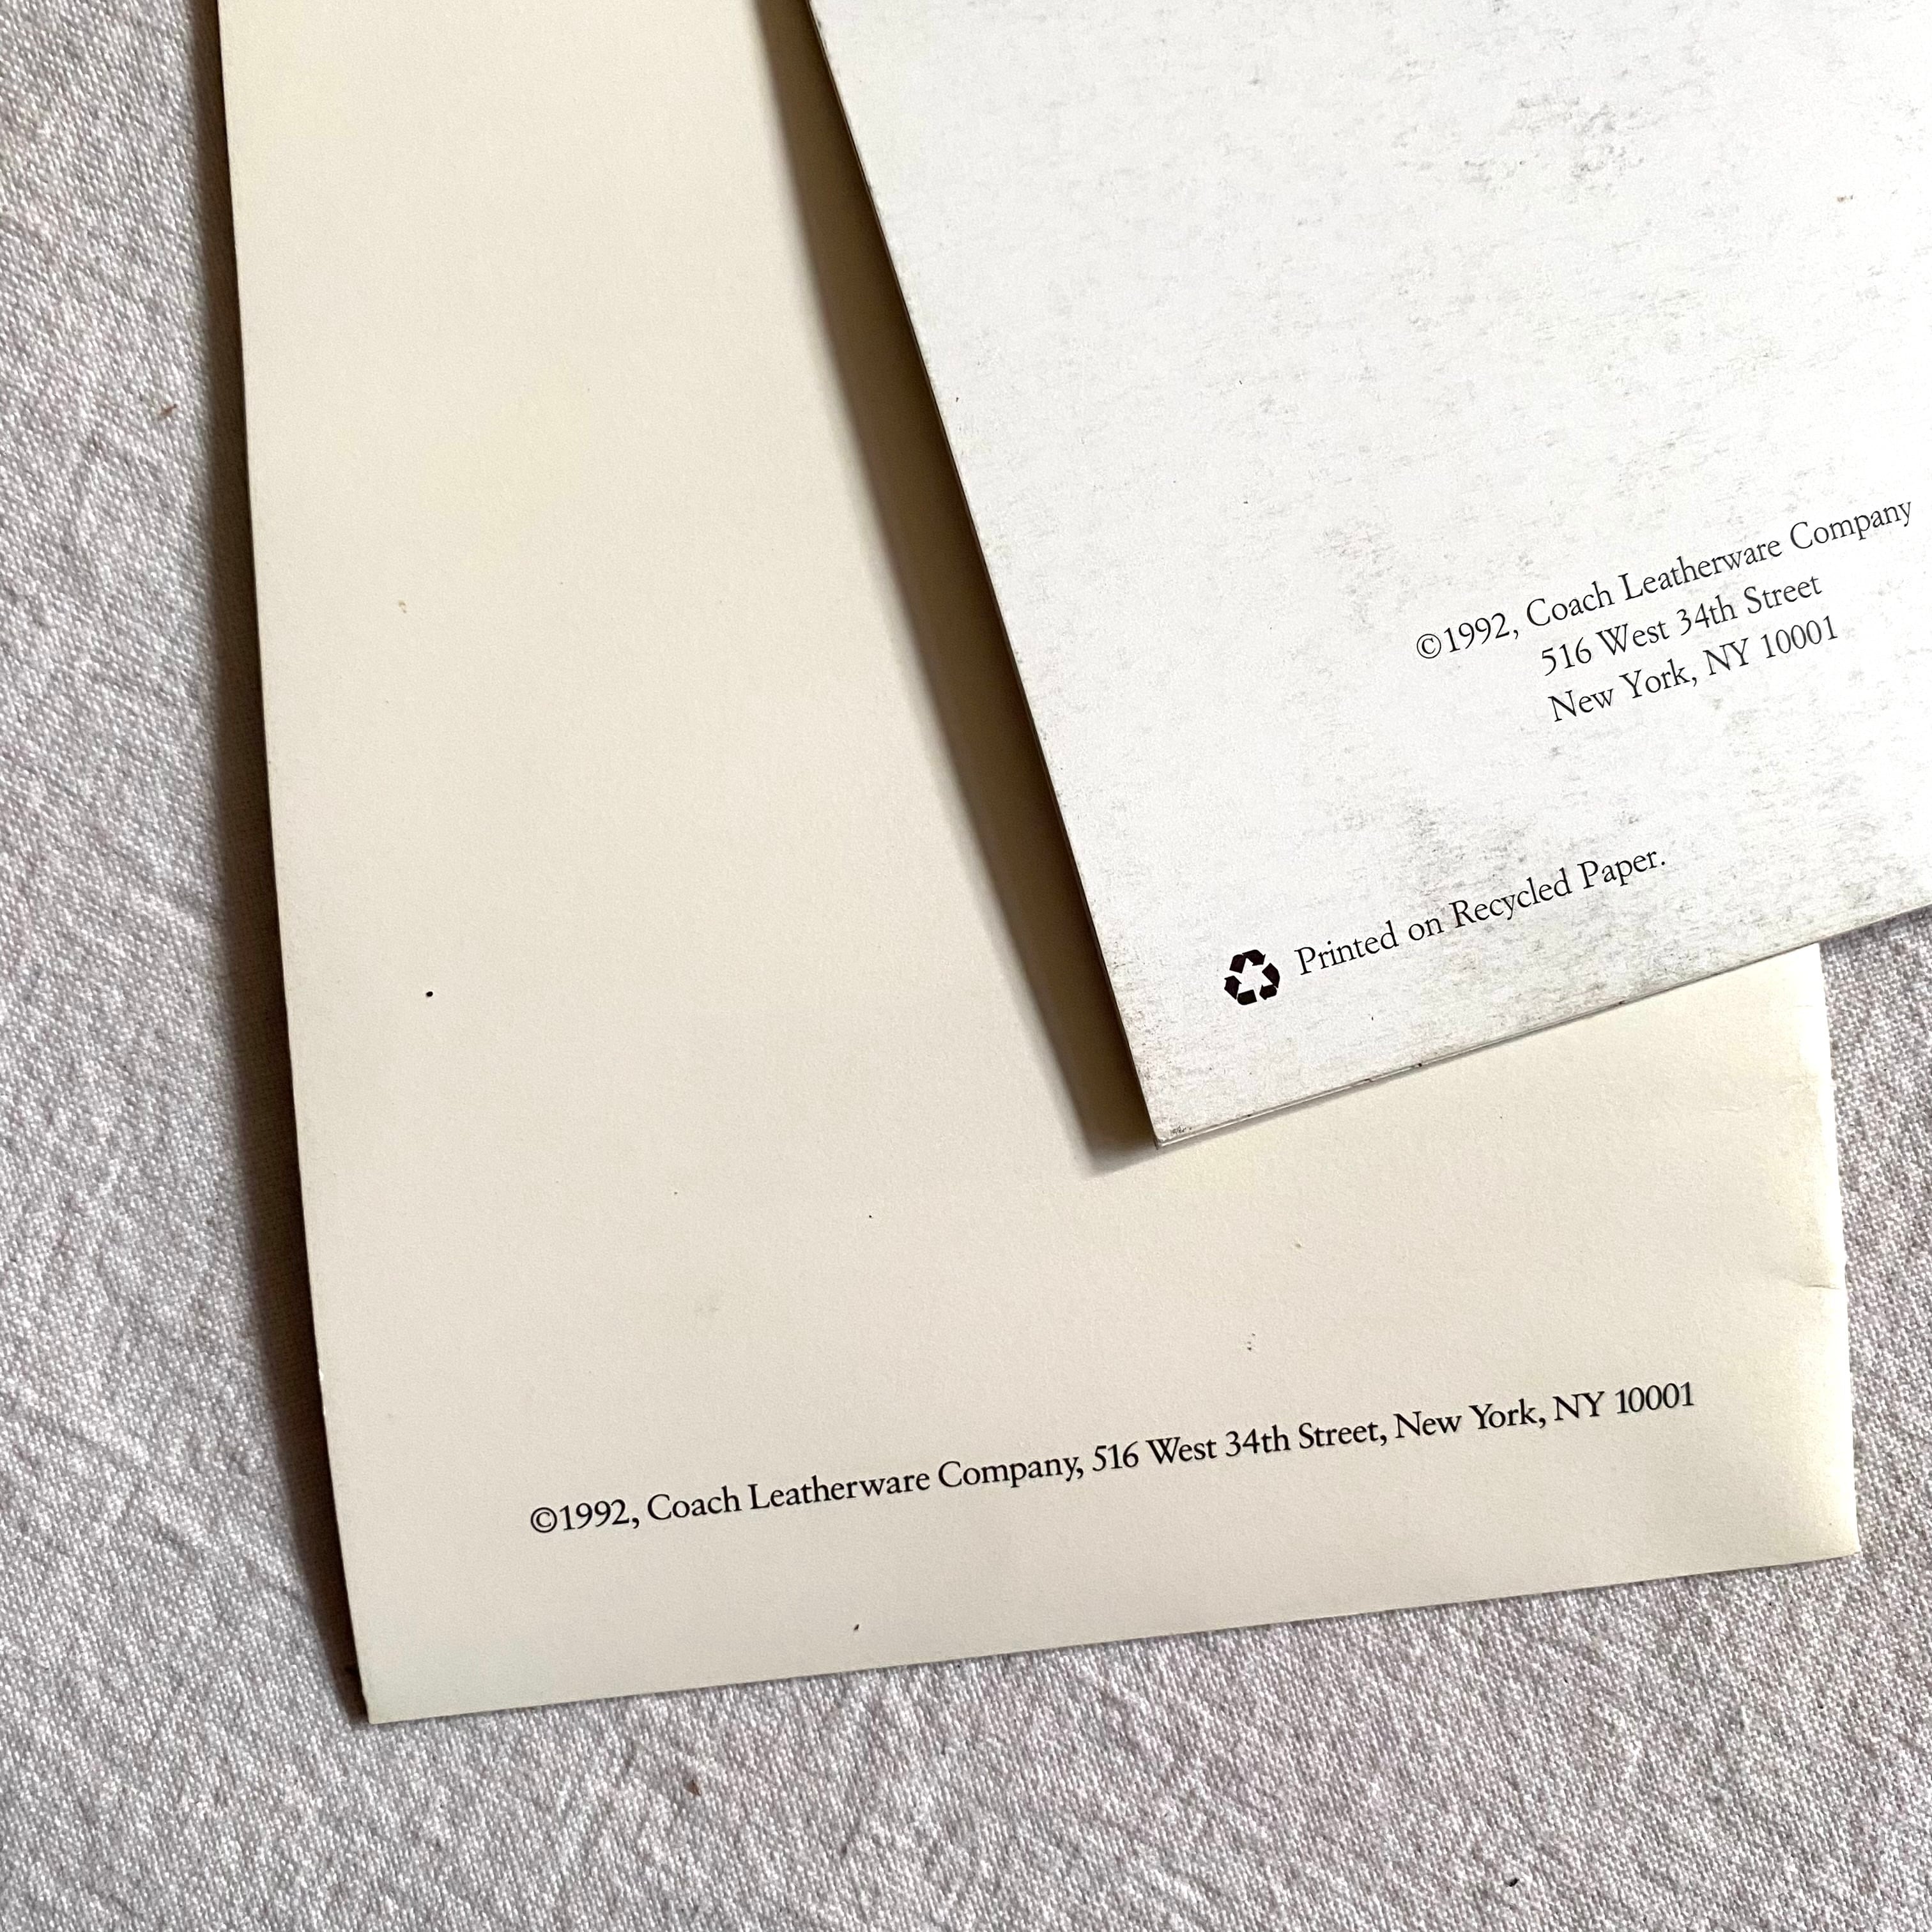 ©1992, Coach Leatherware Company
516 West 34th Street
New York, NY 10001
Printed on Recycled Paper.
©1992, Coach Leatherware Company, 516 West 34th Street, New York, NY 10001